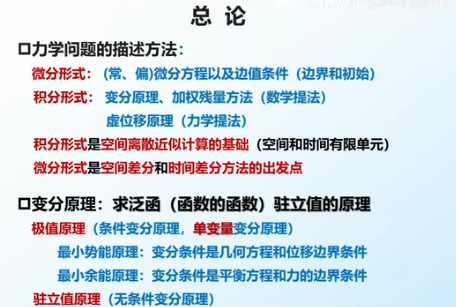 总 论
口力学问题的描述方法：
微分形式：（常、偏)微分方程以及边值条件（边界和初始）
积分形式： 变分原理、加权残量方法（数学提法）
虚位移原理（力学提法）
积分形式是空间离散近似计算的基础（空间和时间有限单元）
微分形式是空间差分和时间差分方法的出发点
口变分原理：求泛函（函数的函数）驻立值的原理
极值原理（条件变分原理，单变量变分原理）
最小势能原理：变分条件是几何方程和位移边界条件
最小余能原理：变分条件是平衡方程和力的边界条件
驻立值原理（无条件变分原理）